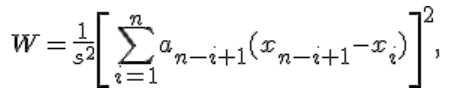 W = \frac{1}{s^2} \left[ \sum_{i=1}^{n} a_{n-i+1} (x_{n-i+1} - x_i) \right]^2,